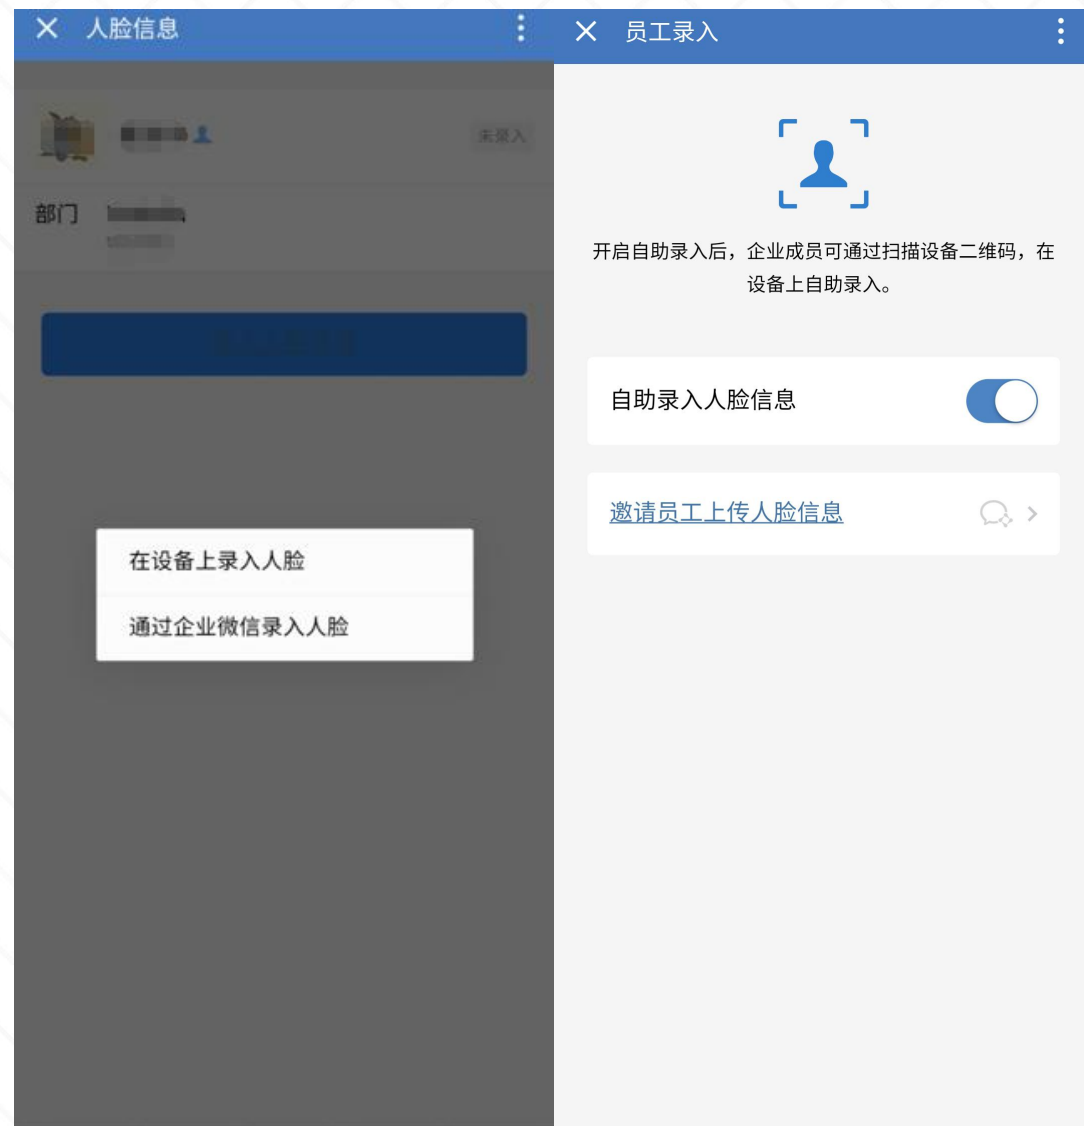 人脸信息
未录入
部门
在设备上录入人脸
通过企业微信录入人脸
员工录入
开启自助录入后，企业成员可通过扫描设备二维码，在
设备上自助录入。
自助录入人脸信息
邀请员工上传人脸信息